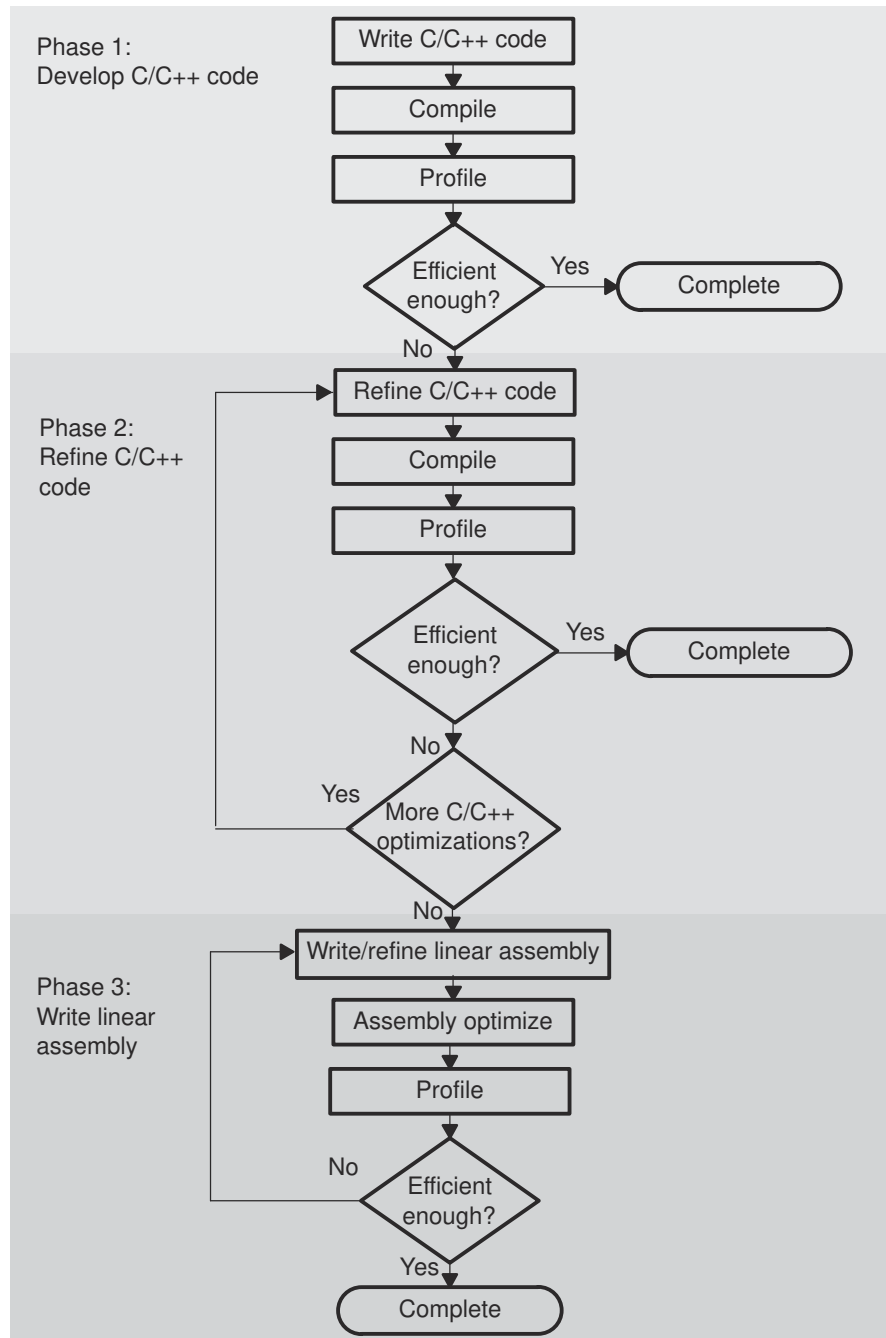 Phase 1:
Develop C/C++ code
Write C/C++ code
Compile
Profile
Efficient
enough?
Yes
Complete
No
Phase 2:
Refine C/C++
code
Refine C/C++ code
Compile
Profile
Efficient
enough?
Yes
Complete
No
Yes
More C/C++
optimizations?
No
Phase 3:
Write linear
assembly
Write/refine linear assembly
Assembly optimize
Profile
No
Efficient
enough?
Yes
Complete